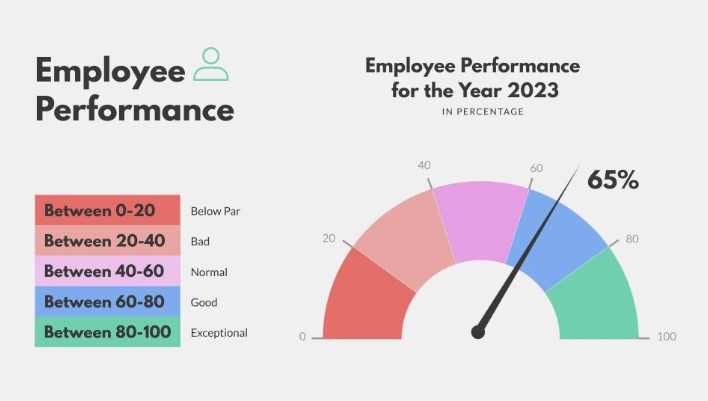 Employee
Performance
Between 0-20 Below Par
Between 20-40 Bad
Between 40-60 Normal
Between 60-80 Good
Between 80-100 Exceptional
Employee Performance
for the Year 2023
IN PERCENTAGE
0
20
40
60
65%
80
100